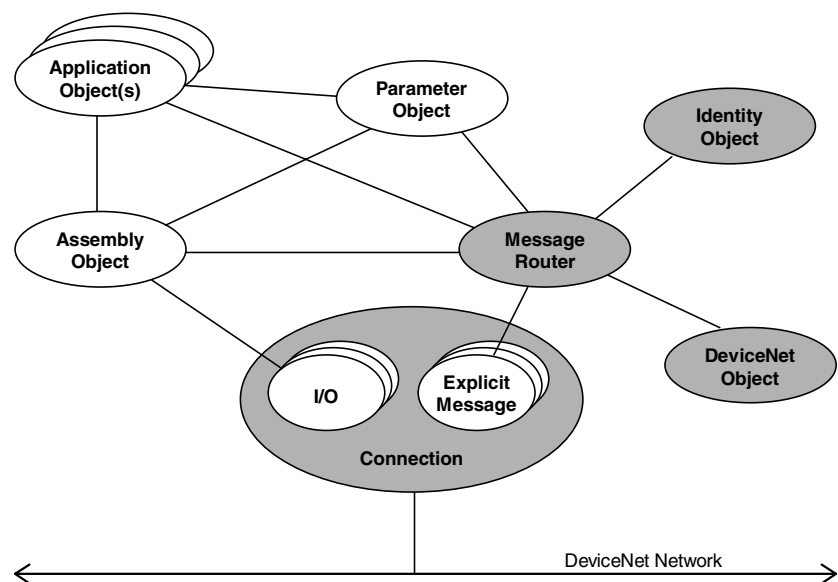 Application
Object(s)
Parameter
Object
Identity
Object
Assembly
Object
Message
Router
DeviceNet
Object
I/O
Explicit
Message
Connection
DeviceNet Network